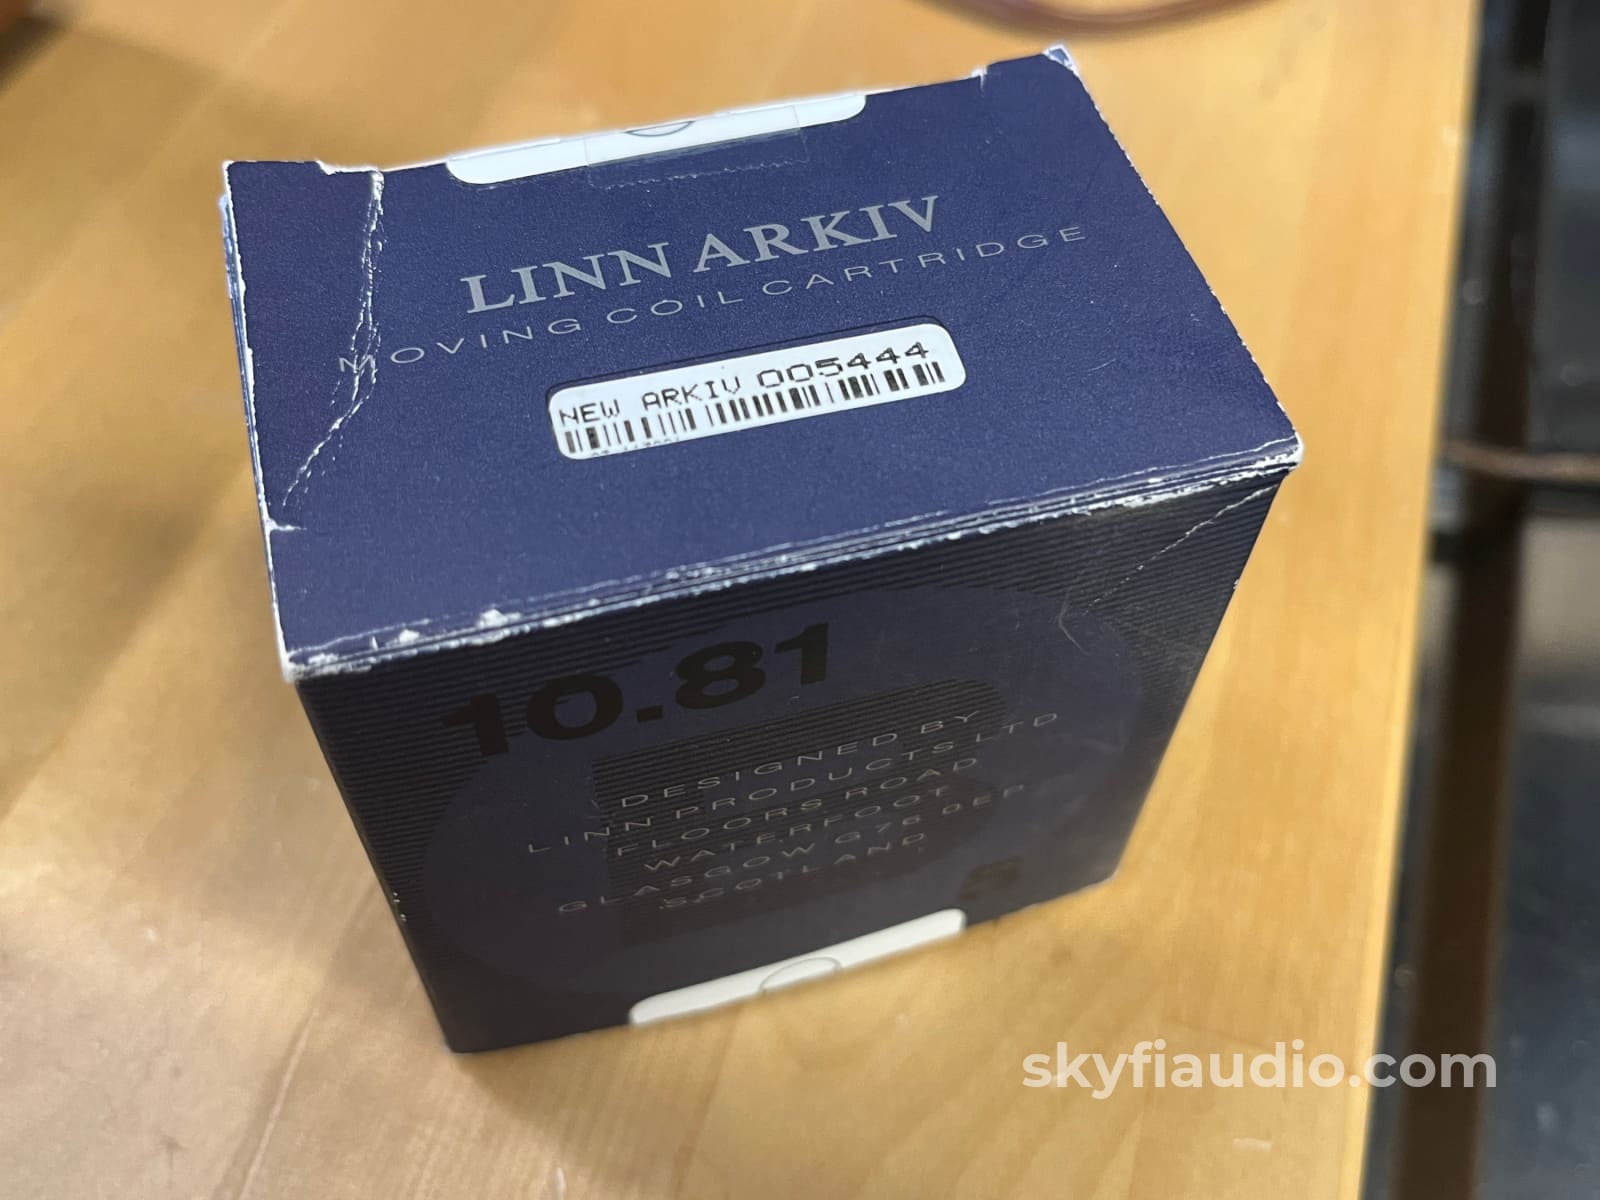 LINN ARKIV
MOVING COIL CARTRIDGE
NEW ARKIV 005444
10.81
DESIGNED BY
LINN PRODUCTS LTD
FLOORS ROAD
WATERFOOT
GLASGOW G76 0EP
SCOTLAND
skyfiaudio.com